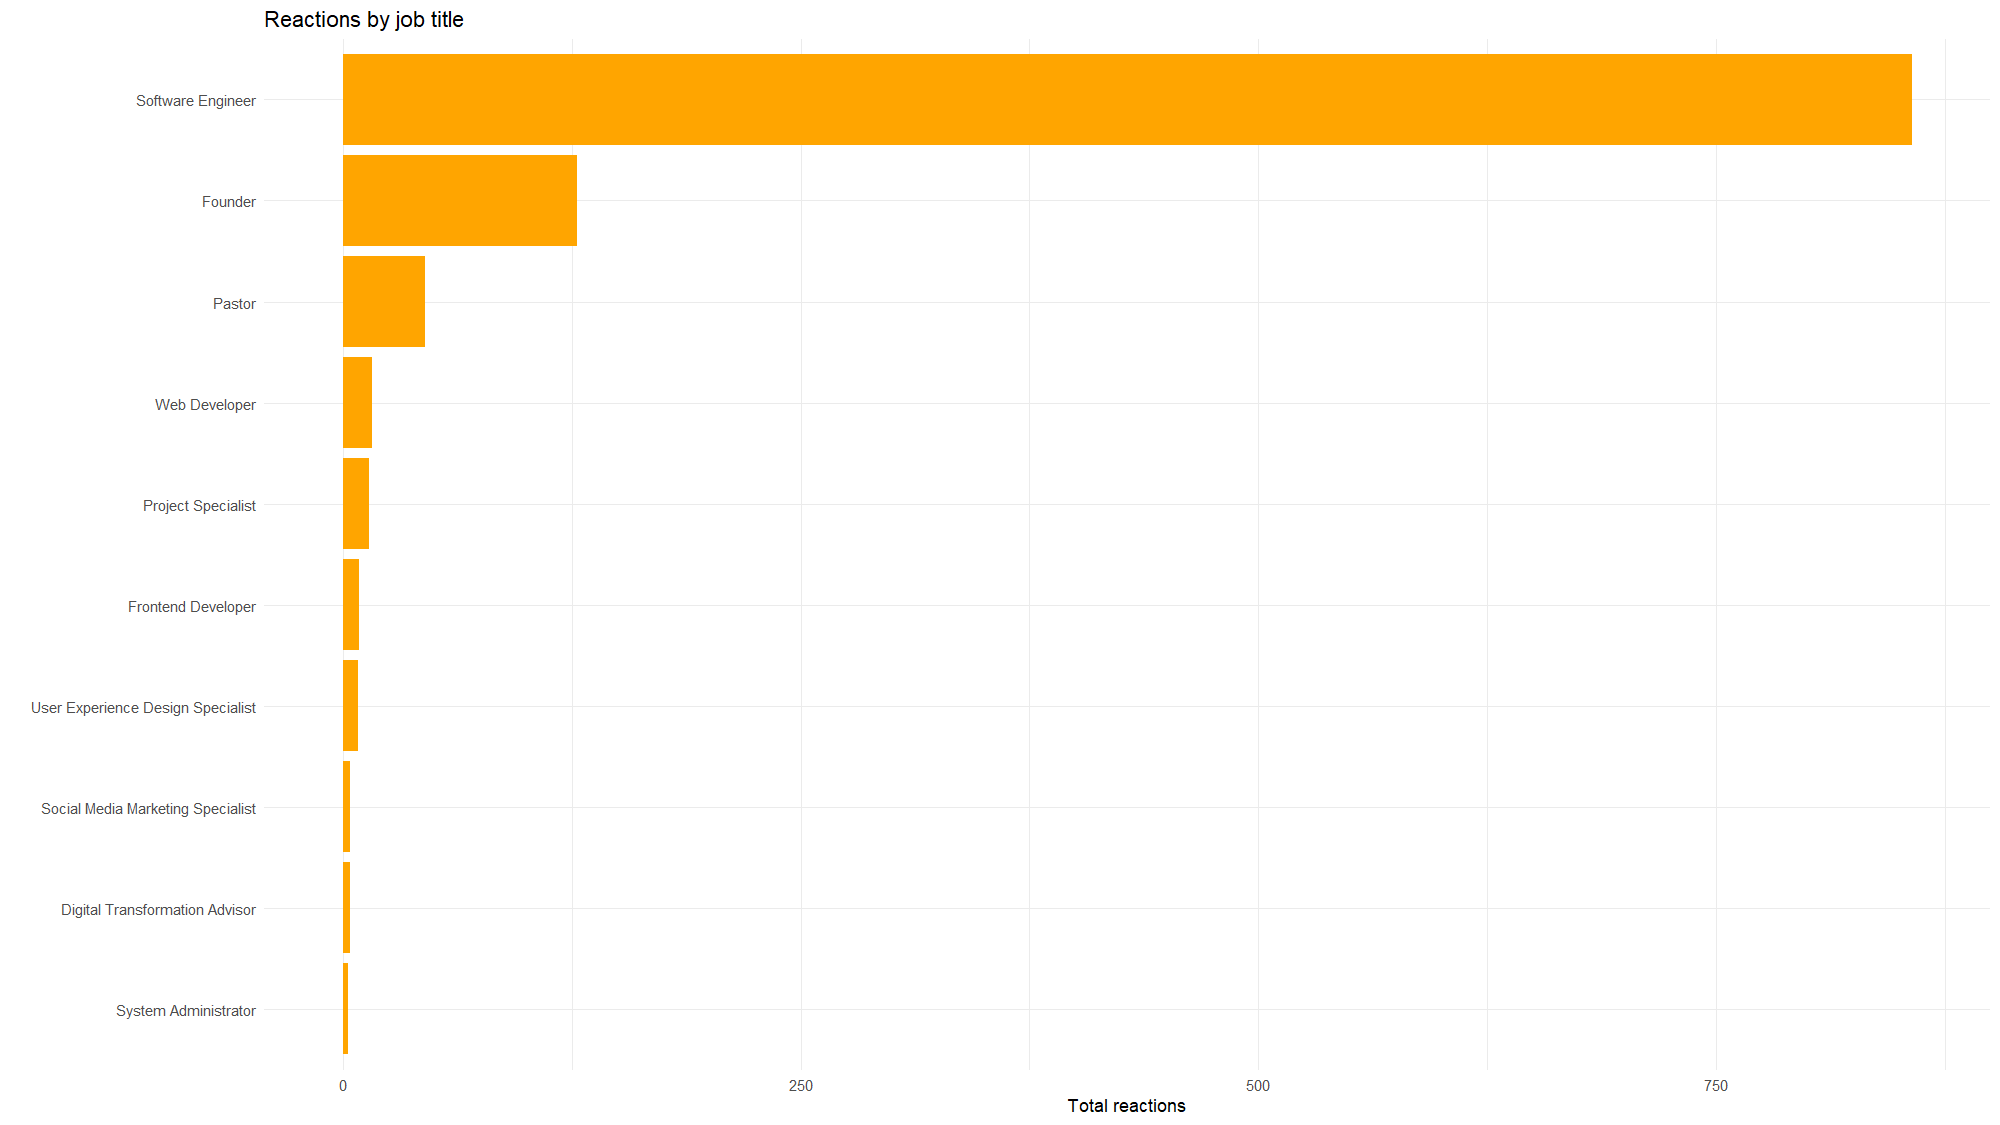 Reactions by job title
Software Engineer
Founder
Pastor
Web Developer
Project Specialist
Frontend Developer
User Experience Design Specialist
Social Media Marketing Specialist
Digital Transformation Advisor
System Administrator
0 250 500 750
Total reactions